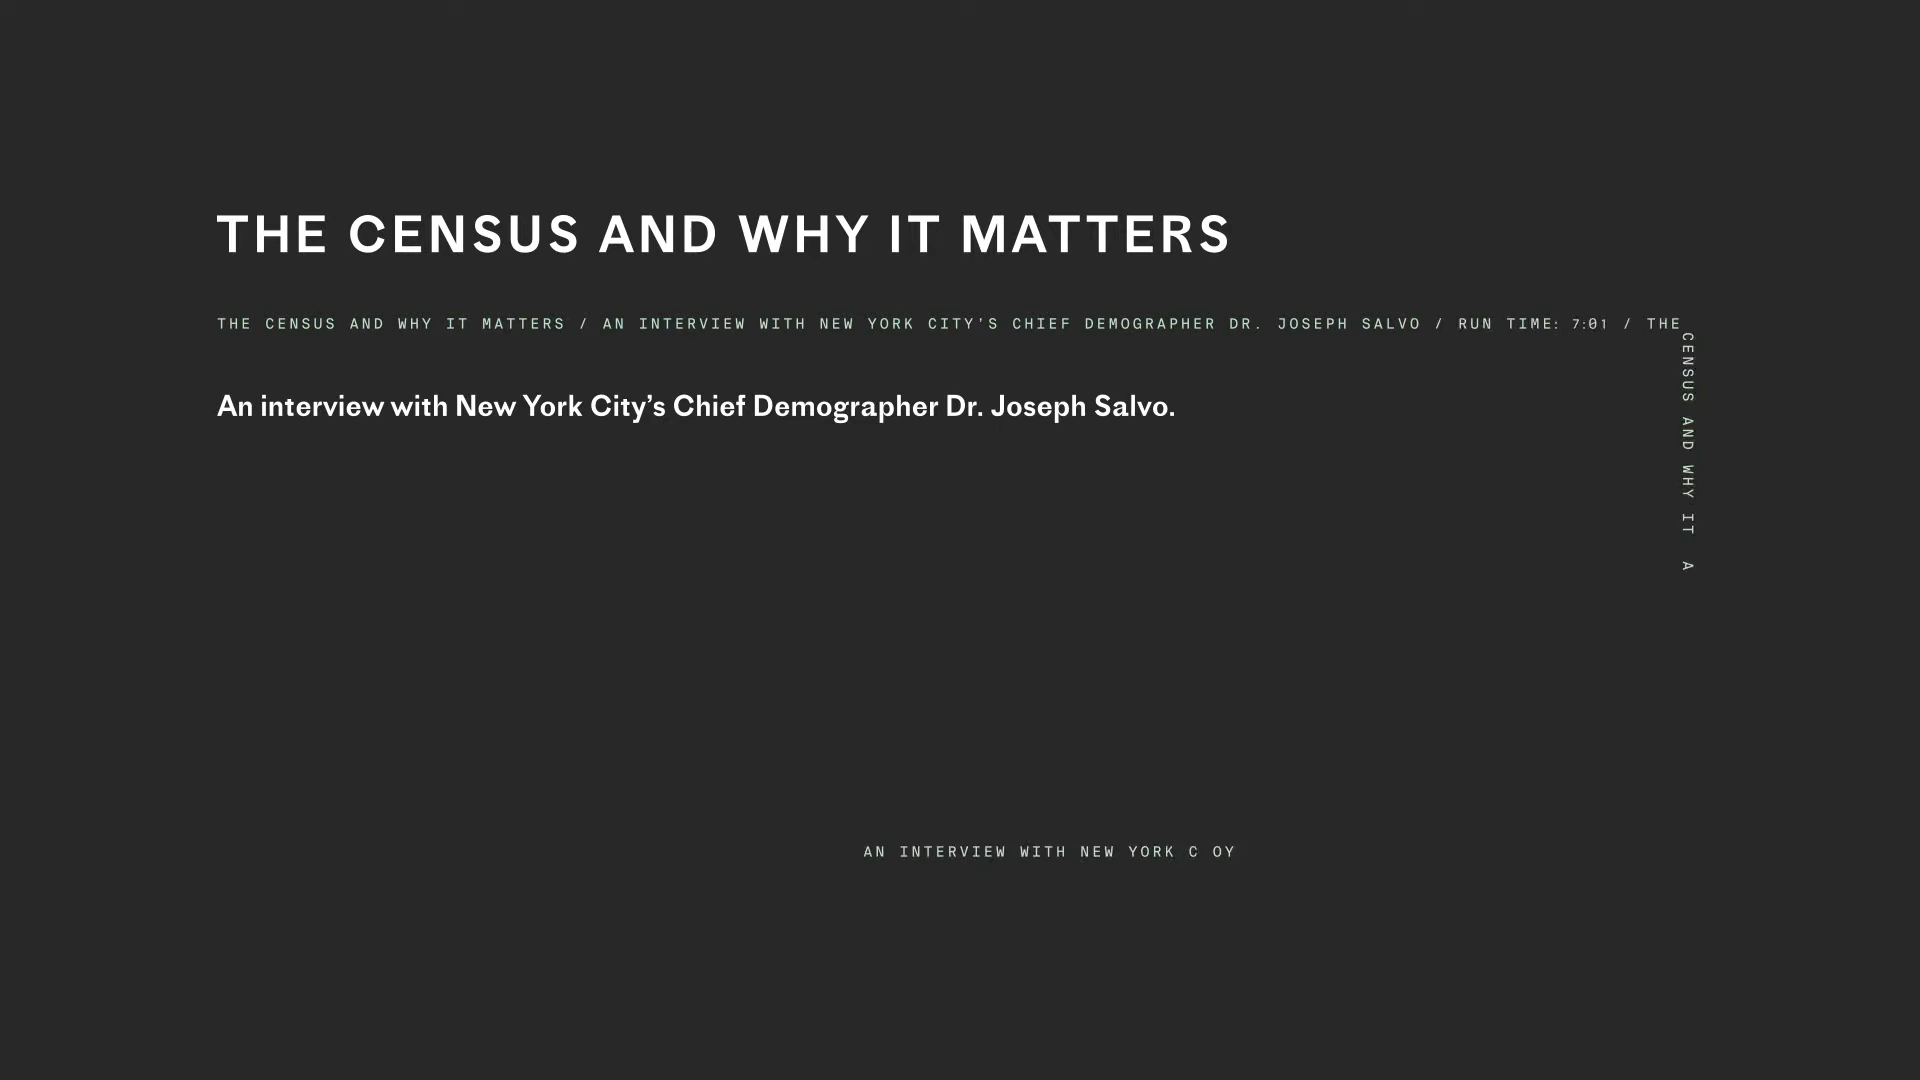 THE CENSUS AND WHY IT MATTERS
THE CENSUS AND WHY IT MATTERS / AN INTERVIEW WITH NEW YORK CITY'S CHIEF DEMOGRAPHER DR. JOSEPH SALVO / RUN TIME: 7:01 / THE
CENSUS AND WHY IT A
An interview with New York City’s Chief Demographer Dr. Joseph Salvo.
AN INTERVIEW WITH NEW YORK C OY